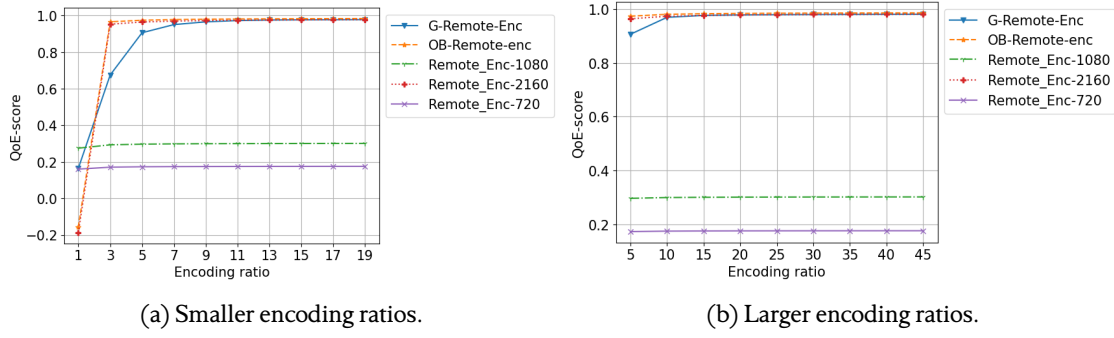 1.0
0.8
0.6
0.4
0.2
0.0
−0.2
QoE-score
1 3 5 7 9 11 13 15 17 19
Encoding ratio
G-Remote-Enc
OB-Remote-enc
Remote_Enc-1080
Remote_Enc-2160
Remote_Enc-720
(a) Smaller encoding ratios.
1.0
0.8
0.6
0.4
0.2
QoE-score
5 10 15 20 25 30 35 40 45
Encoding ratio
G-Remote-Enc
OB-Remote-enc
Remote_Enc-1080
Remote_Enc-2160
Remote_Enc-720
(b) Larger encoding ratios.